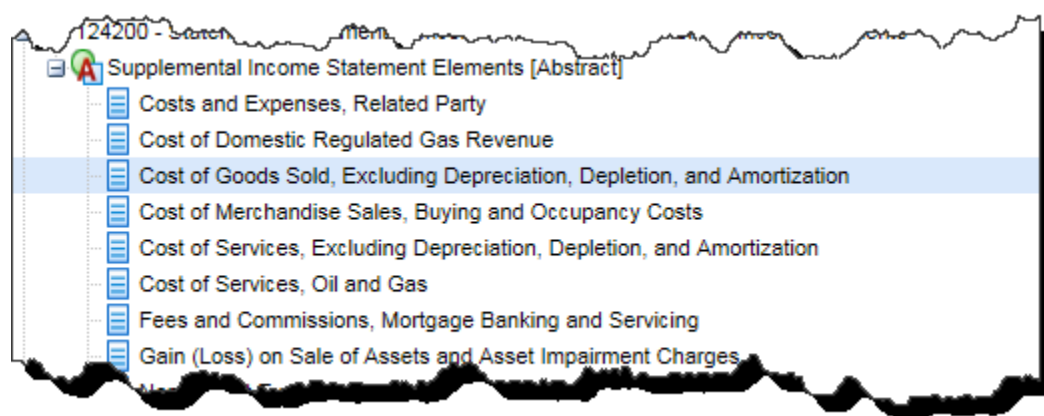 124200 -
Supplemental Income Statement Elements [Abstract]
Costs and Expenses, Related Party
Cost of Domestic Regulated Gas Revenue
Cost of Goods Sold, Excluding Depreciation, Depletion, and Amortization
Cost of Merchandise Sales, Buying and Occupancy Costs
Cost of Services, Excluding Depreciation, Depletion, and Amortization
Cost of Services, Oil and Gas
Fees and Commissions, Mortgage Banking and Servicing
Gain (Loss) on Sale of Assets and Asset Impairment Charges